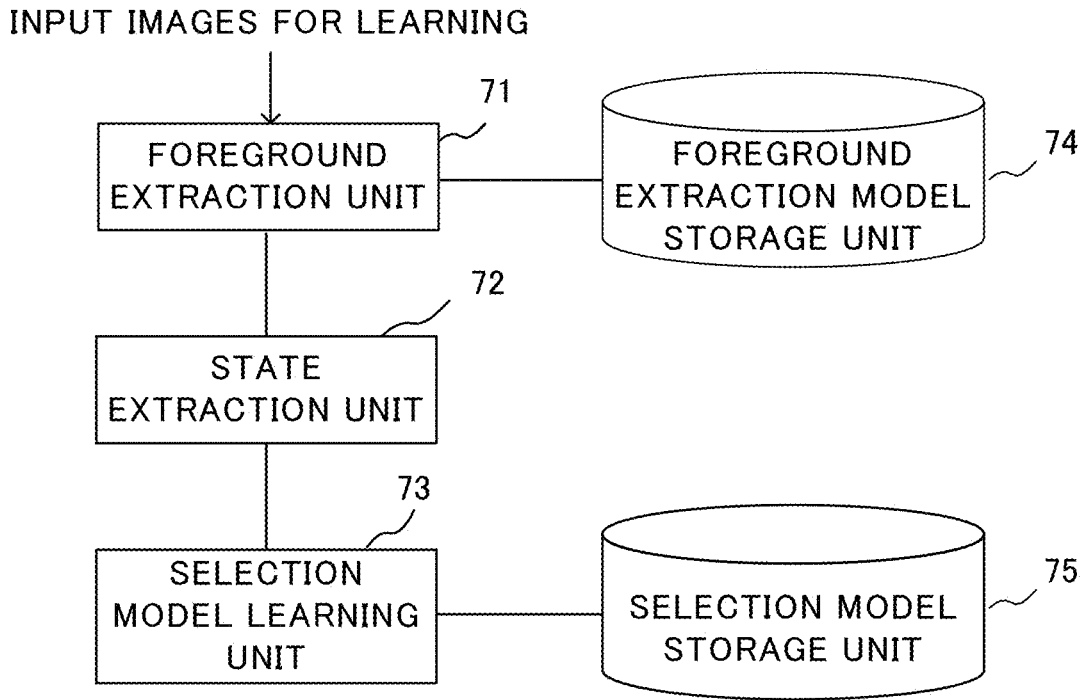 INPUT IMAGES FOR LEARNING
71
FOREGROUND
EXTRACTION UNIT
FOREGROUND
EXTRACTION MODEL
STORAGE UNIT
74
72
STATE
EXTRACTION UNIT
73
SELECTION
MODEL LEARNING
UNIT
SELECTION MODEL
STORAGE UNIT
75